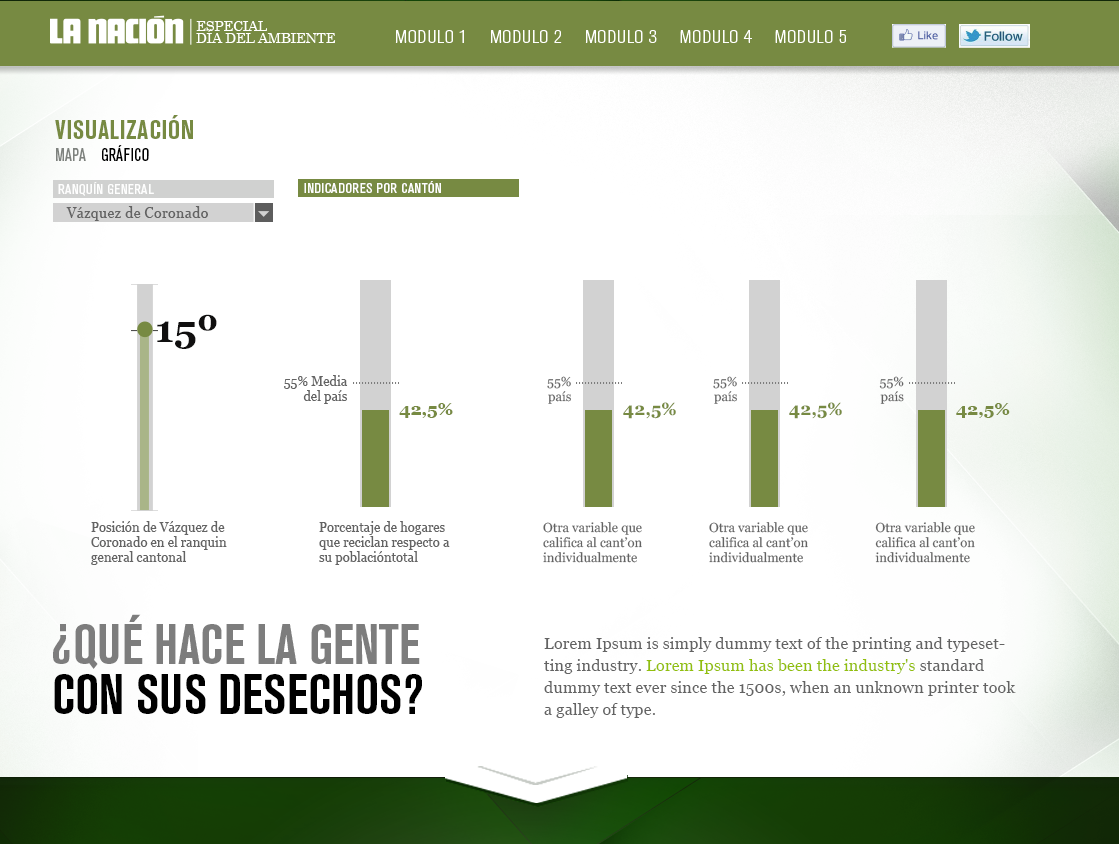 LA NACIÓN
ESPECIAL
DIA DEL AMBIENTE
MODULO 1 MODULO 2 MODULO 3 MODULO 4 MODULO 5
Like
Follow
VISUALIZACIÓN
MAPA GRÁFICO
RANQUÍN GENERAL
Vázquez de Coronado
INDICADORES POR CANTÓN
15º
Posición de Vázquez de
Coronado en el ranquin
general cantonal
55% Media
del país
42,5%
Porcentaje de hogares
que reciclan respecto a
su poblacióntotal
55%
país
42,5%
Otra variable que
califica al cant'on
individualmente
55%
país
42,5%
Otra variable que
califica al cant'on
individualmente
55%
país
42,5%
Otra variable que
califica al cant'on
individualmente
¿QUÉ HACE LA GENTE
CON SUS DESECHOS?
Lorem Ipsum is simply dummy text of the printing and typeset-
ting industry. Lorem Ipsum has been the industry's standard
dummy text ever since the 1500s, when an unknown printer took
a galley of type.